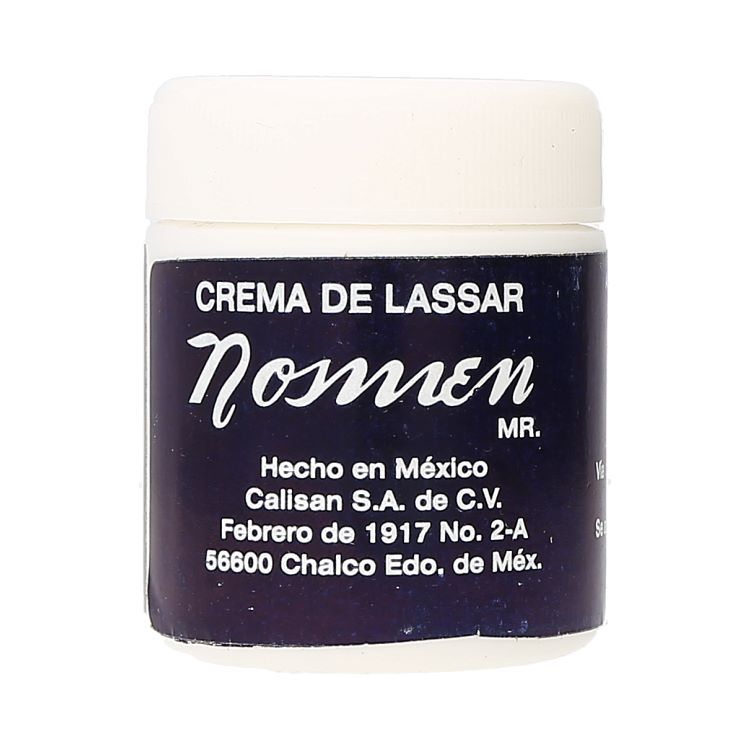 CREMA DE LASSAR
Nosmen
MR.
Hecho en México
Calisan S.A. de C.V.
Febrero de 1917 No. 2-A
56600 Chalco Edo. de Méx.